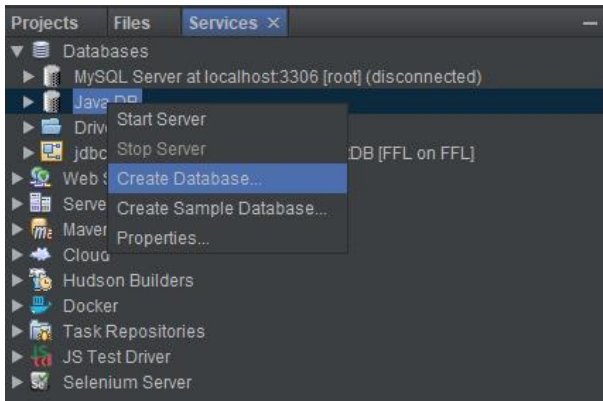 Projects Files Services ×
Databases
MySQL Server at localhost:3306 [root] (disconnected)
Java DB
Start Server
Stop Server
jdbc DB [FFL on FFL]
Create Database...
Create Sample Database...
Properties...
Cloud
Hudson Builders
Docker
Task Repositories
JS Test Driver
Selenium Server